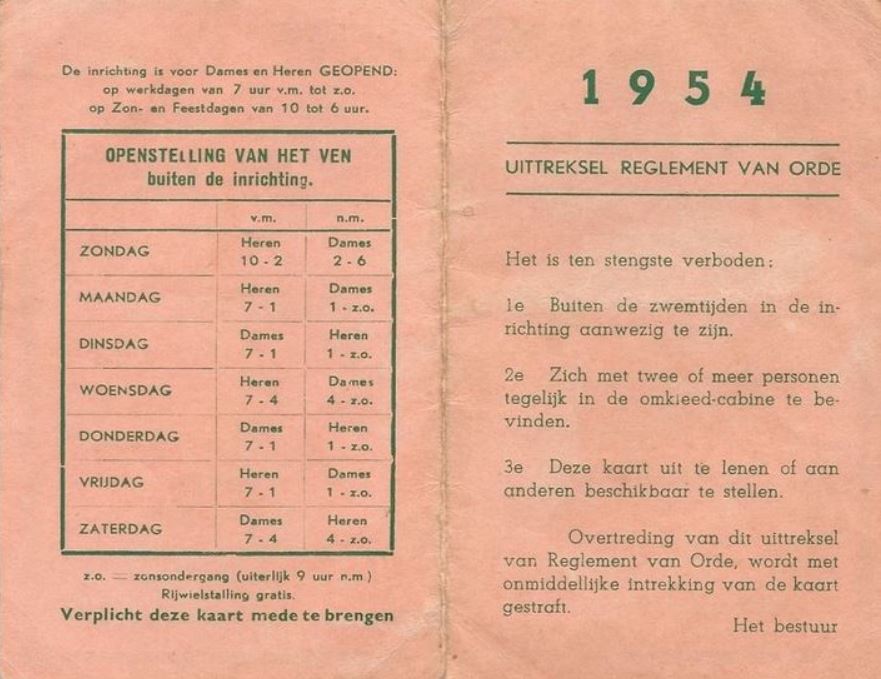 De inrichting is voor Dames en Heren GEOPEND:
op werkdagen van 7 uur v.m. tot z.o.
op Zon- en Feestdagen van 10 tot 6 uur.
OPENSTELLING VAN HET VEN
buiten de inrichting.
v.m. n.m.
ZONDAG Heren Dames
10 - 2 2 - 6
MAANDAG Heren Dames
7 - 1 1 - z.o.
DINSDAG Dames Heren
7 - 1 1 - z.o.
WOENSDAG Heren Dames
7 - 4 4 - z.o.
DONDERDAG Dames Heren
7 - 1 1 - z.o.
VRIJDAG Heren Dames
7 - 1 1 - z.o.
ZATERDAG Dames Heren
7 - 4 4 - z.o.
z.o. = zonsondergang (uiterlijk 9 uur n.m.)
Rijwielstalling gratis.
Verplicht deze kaart mede te brengen
1954
UITTREKSEL REGLEMENT VAN ORDE
Het is ten stengste verboden:
1e Buiten de zwemtijden in de in-
richting aanwezig te zijn.
2e Zich met twee of meer personen
tegelijk in de omkleed-cabine te be-
vinden.
3e Deze kaart uit te lenen of aan
anderen beschikbaar te stellen.
Overtreding van dit uittreksel
van Reglement van Orde, wordt met
onmiddellijke intrekking van de kaart
gestraft.
Het bestuur